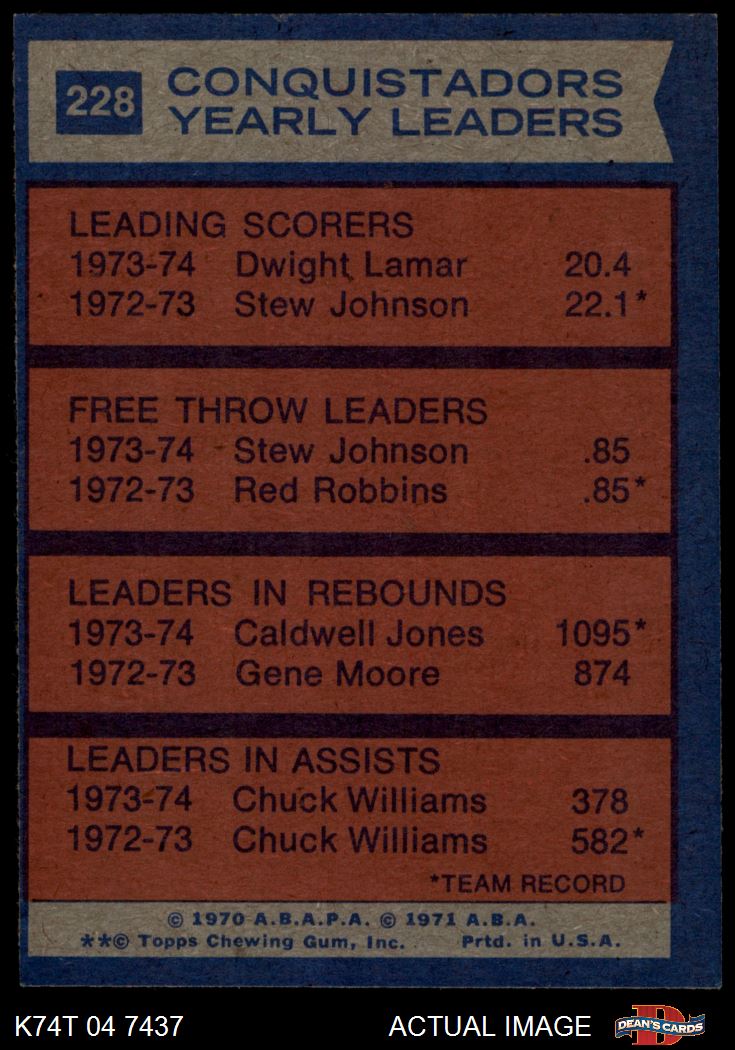 228
CONQUISTADORS
YEARLY LEADERS
LEADING SCORERS
1973-74 Dwight Lamar 20.4
1972-73 Stew Johnson 22.1*
FREE THROW LEADERS
1973-74 Stew Johnson .85
1972-73 Red Robbins .85*
LEADERS IN REBOUNDS
1973-74 Caldwell Jones 1095*
1972-73 Gene Moore 874
LEADERS IN ASSISTS
1973-74 Chuck Williams 378
1972-73 Chuck Williams 582*
*TEAM RECORD
© 1970 A.B.A.P.A. © 1971 A.B.A.
**© Topps Chewing Gum, Inc. Prtd. in U.S.A.
K74T 04 7437 ACTUAL IMAGE
D
DEAN'S CARDS